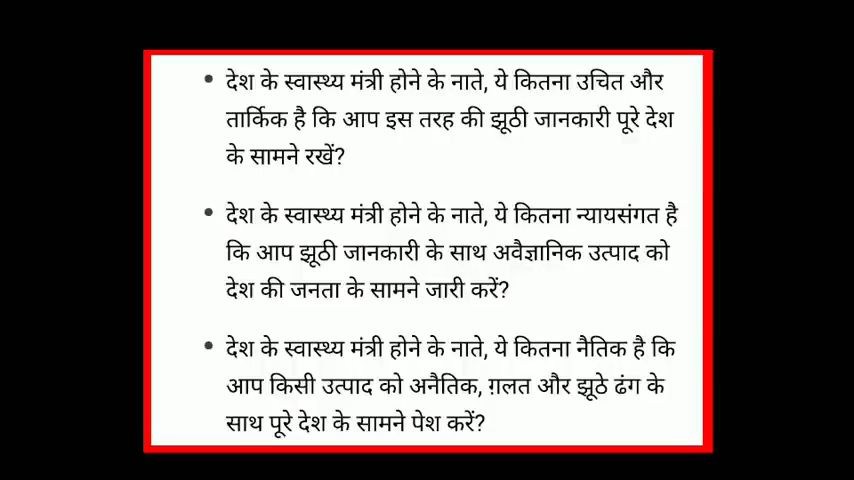 • देश के स्वास्थ्य मंत्री होने के नाते, ये कितना उचित और
तार्किक है कि आप इस तरह की झूठी जानकारी पूरे देश
के सामने रखें?
• देश के स्वास्थ्य मंत्री होने के नाते, ये कितना न्यायसंगत है
कि आप झूठी जानकारी के साथ अवैज्ञानिक उत्पाद को
देश की जनता के सामने जारी करें?
• देश के स्वास्थ्य मंत्री होने के नाते, ये कितना नैतिक है कि
आप किसी उत्पाद को अनैतिक, ग़लत और झूठे ढंग के
साथ पूरे देश के सामने पेश करें?